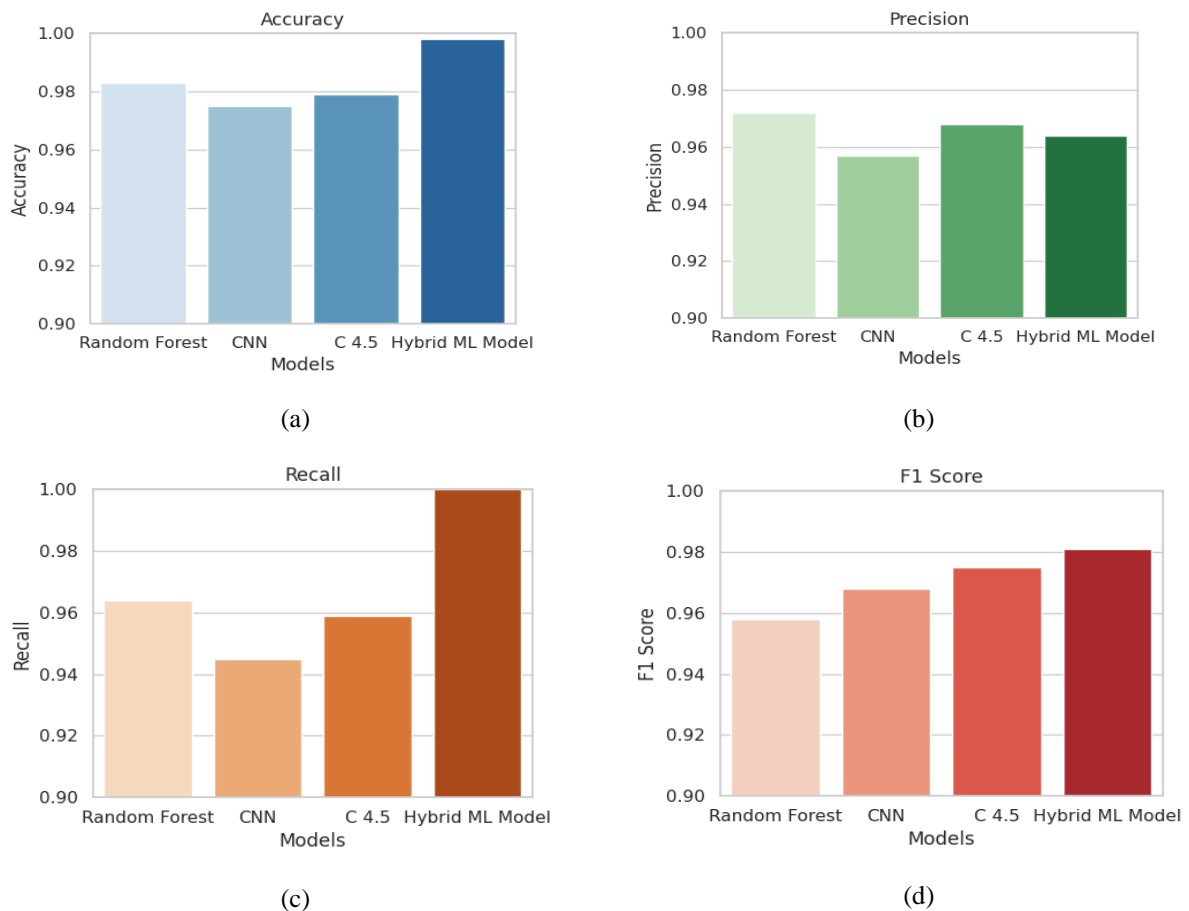 Accuracy
1.00
0.98
0.96
0.94
0.92
0.90
Accuracy
Random Forest CNN C 4.5 Hybrid ML Model
Models
(a)
Precision
1.00
0.98
0.96
0.94
0.92
0.90
Precision
Random Forest CNN C 4.5 Hybrid ML Model
Models
(b)
Recall
1.00
0.98
0.96
0.94
0.92
0.90
Recall
Random Forest CNN C 4.5 Hybrid ML Model
Models
(c)
F1 Score
1.00
0.98
0.96
0.94
0.92
0.90
F1 Score
Random Forest CNN C 4.5 Hybrid ML Model
Models
(d)